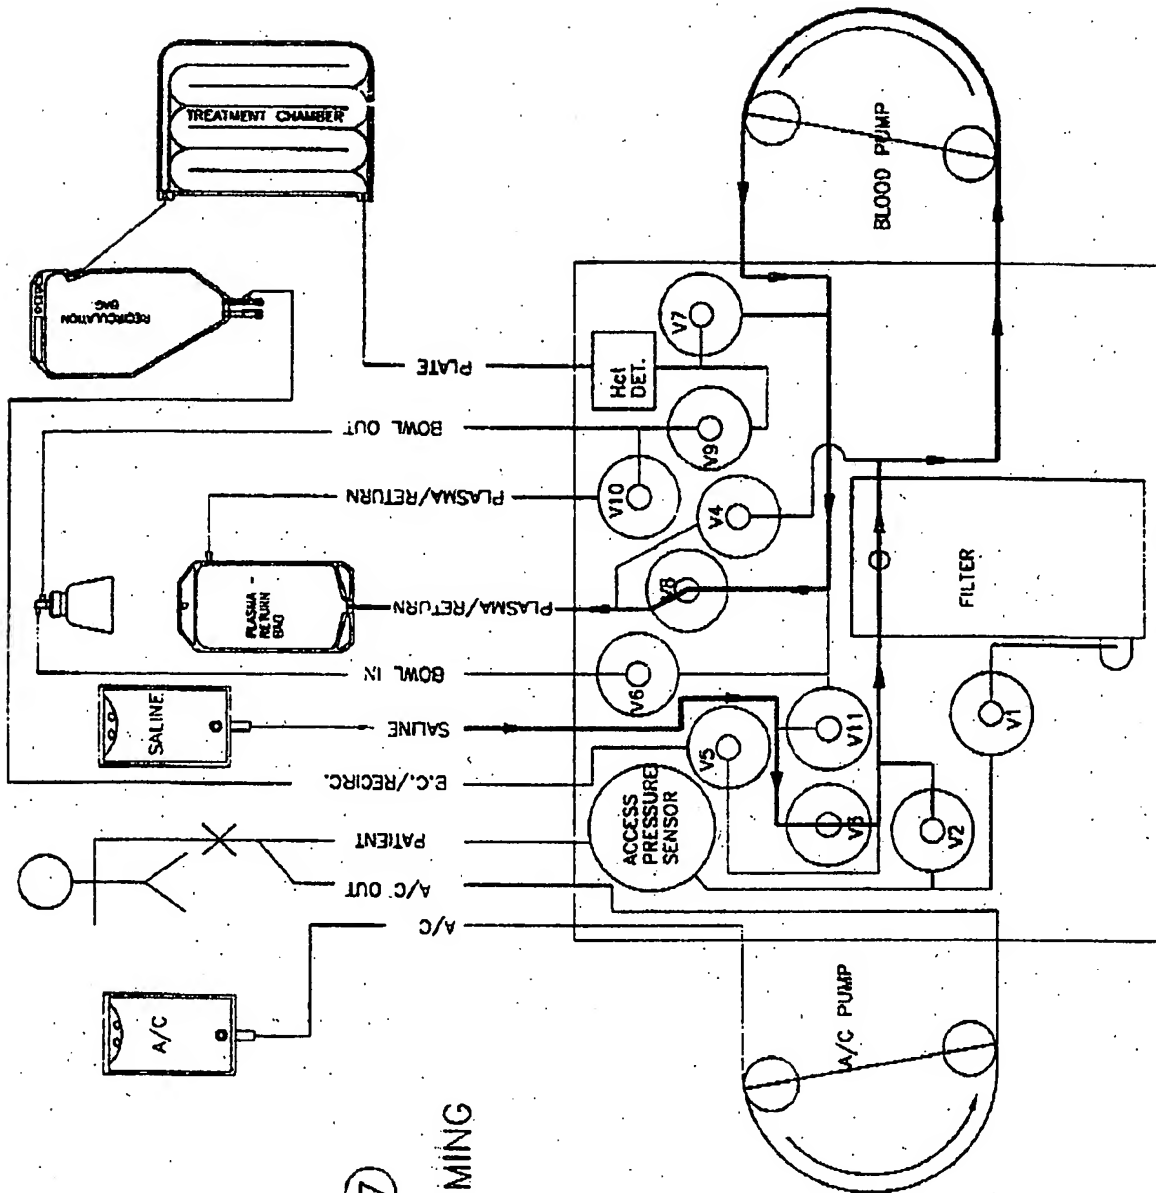 TREATMENT CHAMBER
RECIRCULATION
BAG
BLOOD PUMP
PLATE
Hct
DET.
V7
BOWL OUT
V9
PLASMA/RETURN
V10
V4
PLASMA -
RETURN
BAG
PLASMA/RETURN
V8
FILTER
BOWL IN
V6
SALINE
SALINE
V11
V1
E.C./RECIRC.
V5
ACCESS
PRESSURE
SENSOR
V3
V2
PATIENT
A/C OUT
A/C
A/C
A/C PUMP
7
MING